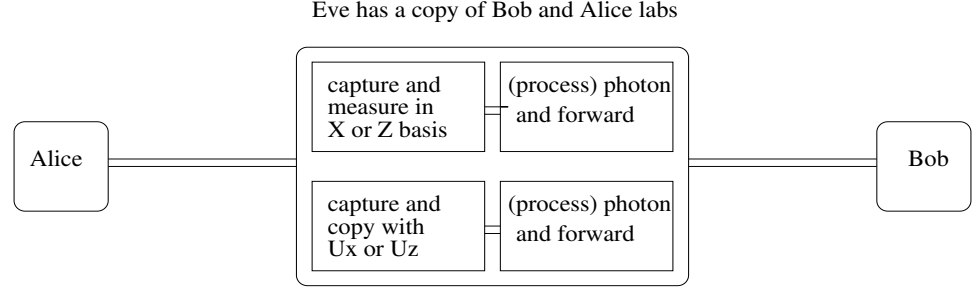 Eve has a copy of Bob and Alice labs
capture and
measure in
X or Z basis
(process) photon
and forward
Alice
Bob
capture and
copy with
Ux or Uz
(process) photon
and forward